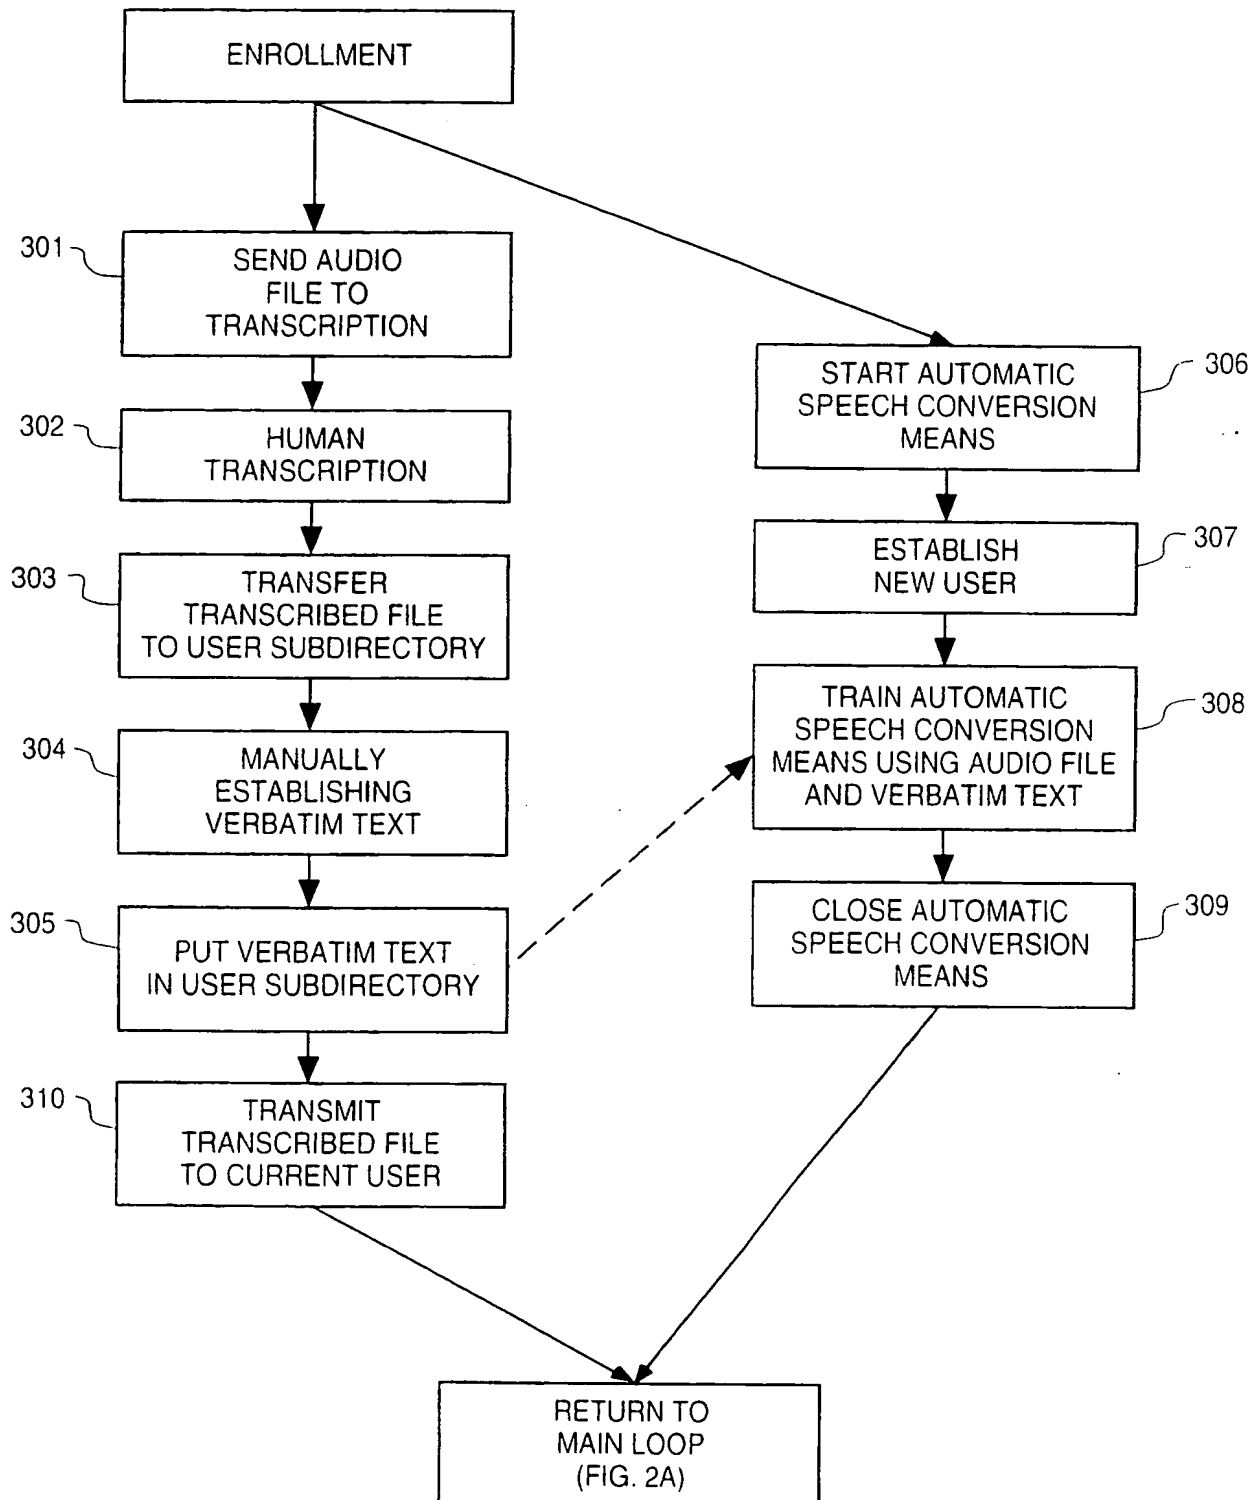 ENROLLMENT
301
SEND AUDIO
FILE TO
TRANSCRIPTION
302
HUMAN
TRANSCRIPTION
303
TRANSFER
TRANSCRIBED FILE
TO USER SUBDIRECTORY
304
MANUALLY
ESTABLISHING
VERBATIM TEXT
305
PUT VERBATIM TEXT
IN USER SUBDIRECTORY
310
TRANSMIT
TRANSCRIBED FILE
TO CURRENT USER
306
START AUTOMATIC
SPEECH CONVERSION
MEANS
307
ESTABLISH
NEW USER
308
TRAIN AUTOMATIC
SPEECH CONVERSION
MEANS USING AUDIO FILE
AND VERBATIM TEXT
309
CLOSE AUTOMATIC
SPEECH CONVERSION
MEANS
RETURN TO
MAIN LOOP
(FIG. 2A)